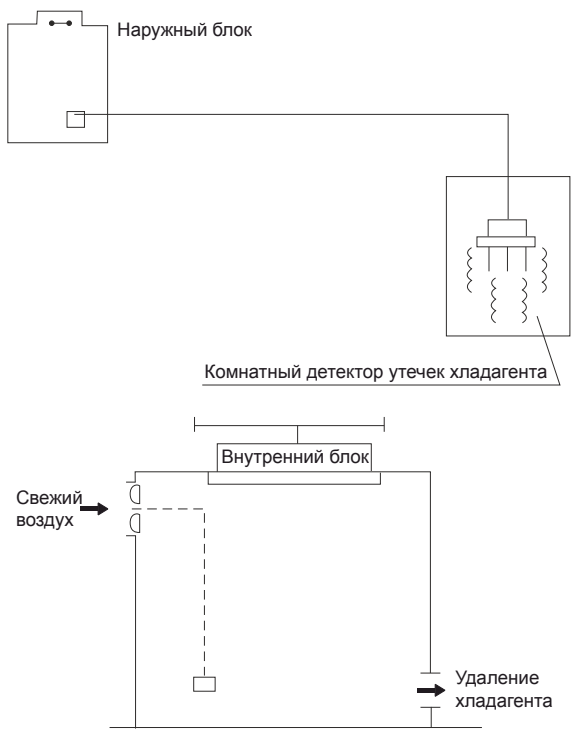 Наружный блок
Комнатный детектор утечек хладагента
Внутренний блок
Свежий
воздух
Удаление
хладагента